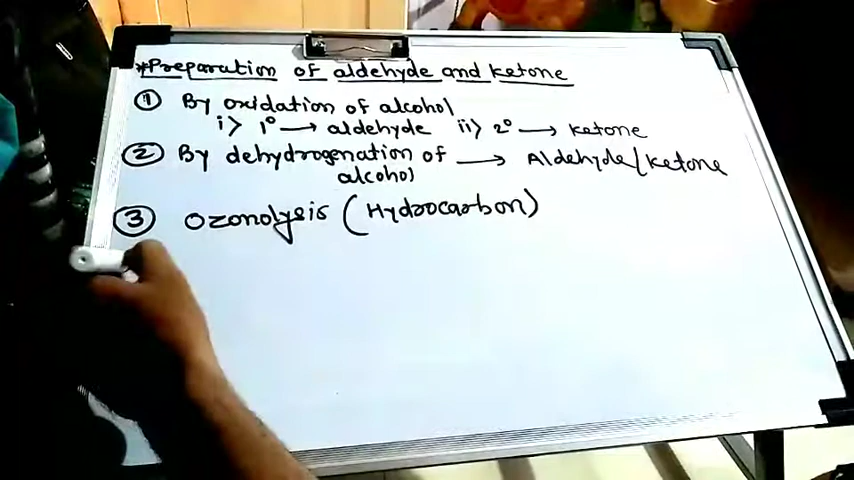 *Preparation of aldehyde and ketone
① By oxidation of alcohol
i> 1° → aldehyde ii> 2° → ketone
② By dehydrogenation of → Aldehyde/ketone
alcohol
③ Ozonolysis (Hydrocarbon)